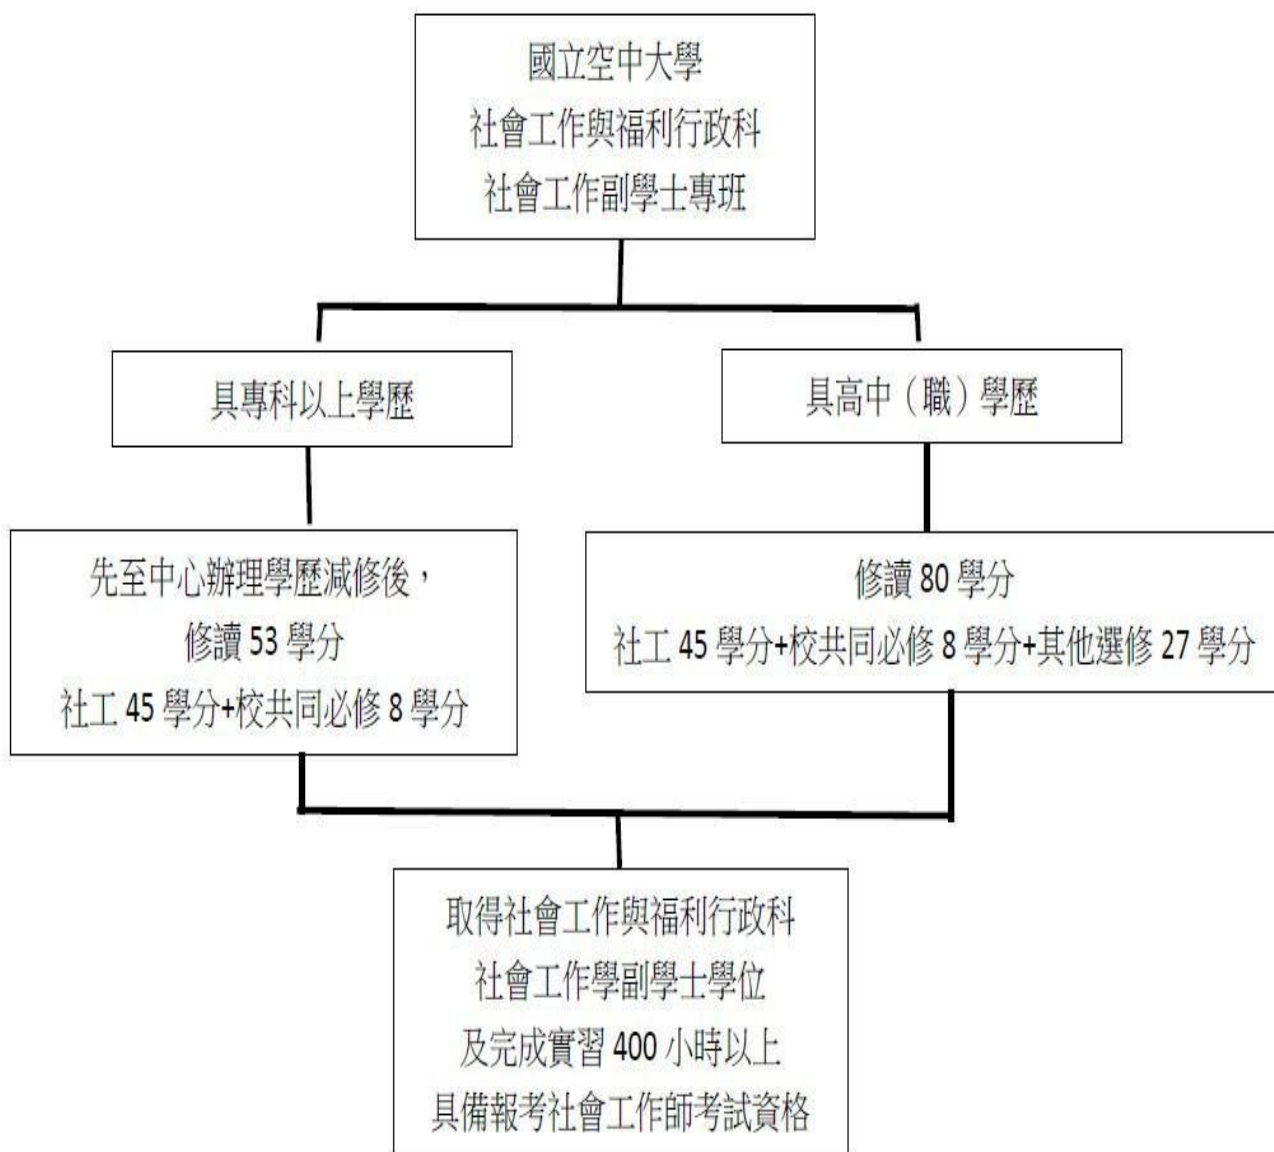 國立空中大學
社會工作與福利行政科
社會工作副學士專班
具專科以上學歷
具高中（職）學歷
先至中心辦理學歷減修後，
修讀 53 學分
社工 45 學分+校共同必修 8 學分
修讀 80 學分
社工 45 學分+校共同必修 8 學分+其他選修 27 學分
取得社會工作與福利行政科
社會工作學副學士學位
及完成實習 400 小時以上
具備報考社會工作師考試資格